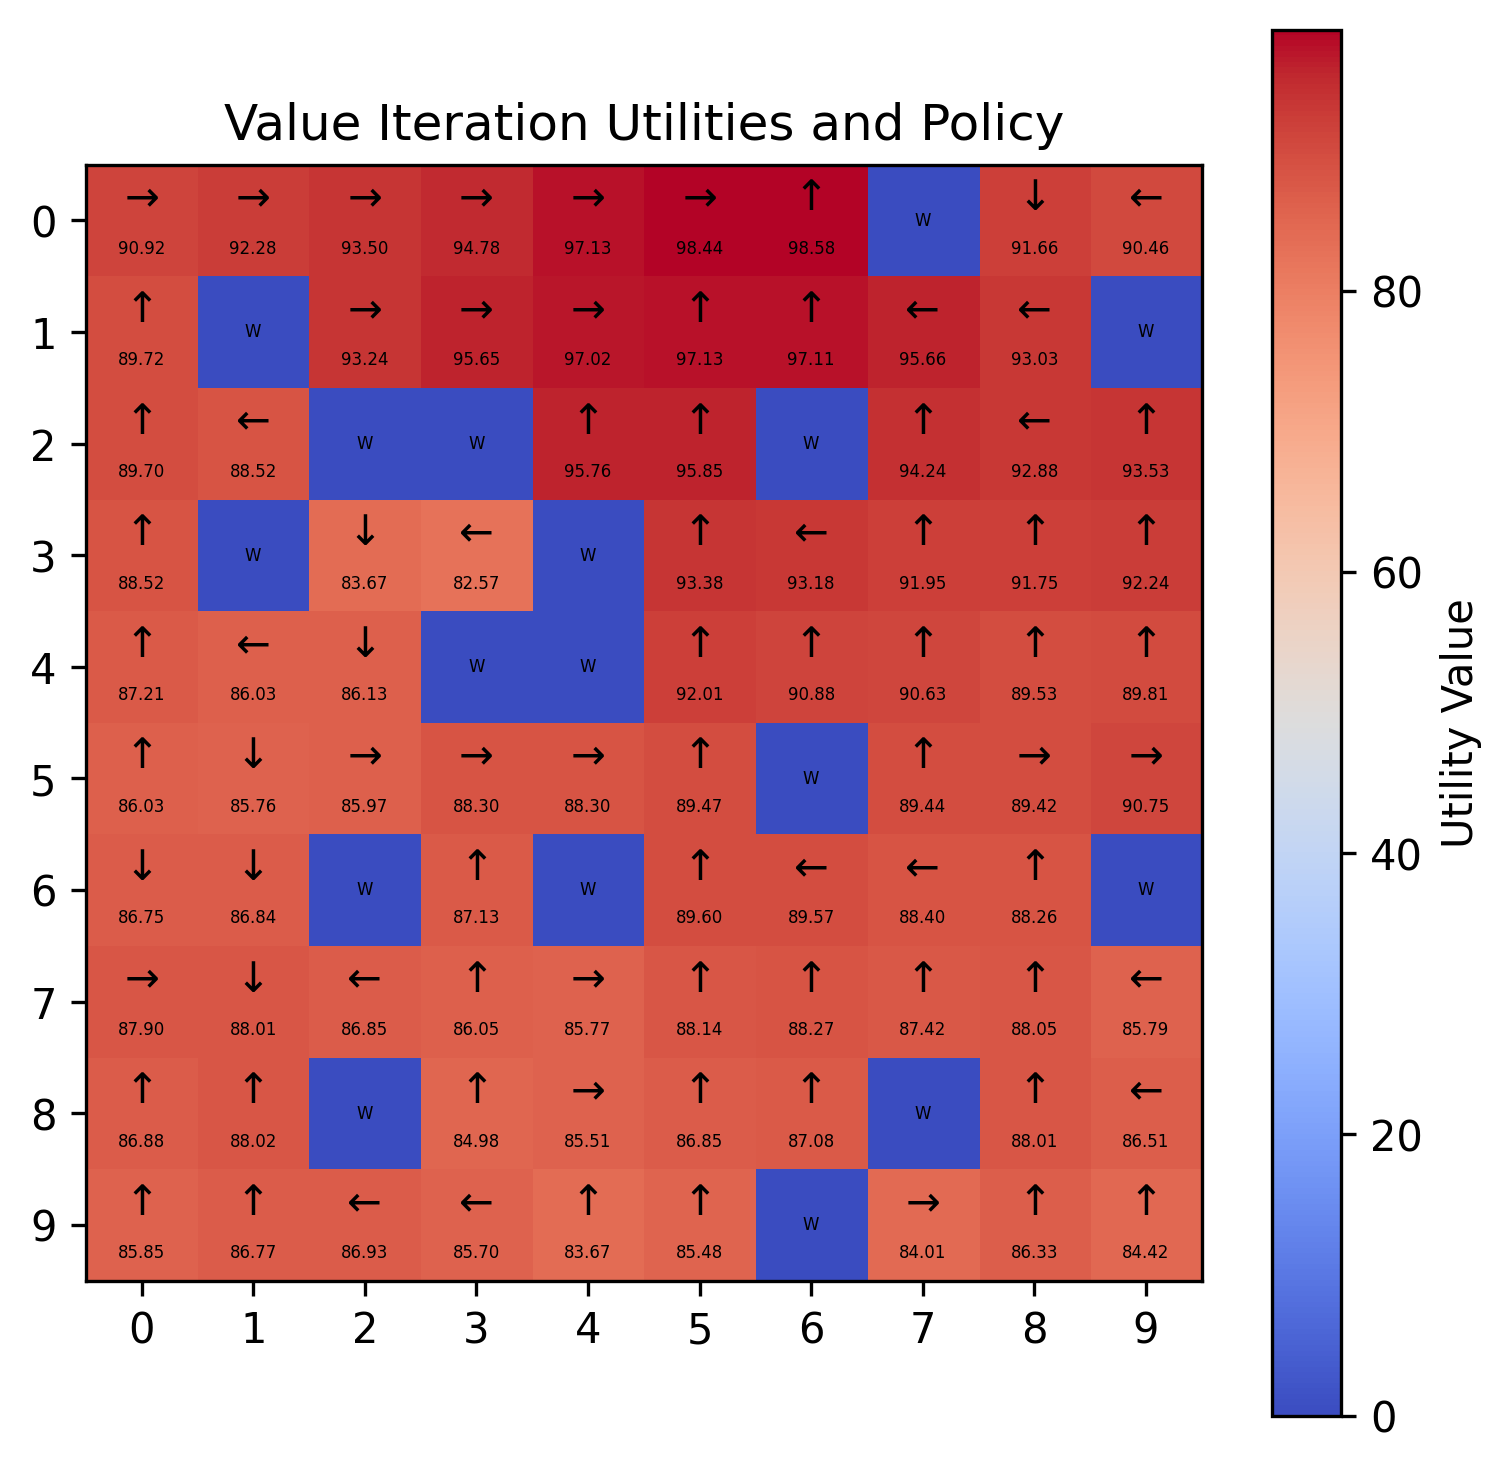 Value Iteration Utilities and Policy
→ → → → → → ↑ W ↓ ←
90.92 92.28 93.50 94.78 97.13 98.44 98.58 91.66 90.46
0
↑ W → → → ↑ ↑ ← ← W
89.72 93.24 95.65 97.02 97.13 97.11 95.66 93.03
1
↑ ← W W ↑ ↑ W ↑ ← ↑
89.70 88.52 95.76 95.85 94.24 92.88 93.53
2
↑ W ↓ ← W ↑ ← ↑ ↑ ↑
88.52 83.67 82.57 93.38 93.18 91.95 91.75 92.24
3
↑ ← ↓ W W ↑ ↑ ↑ ↑ ↑
87.21 86.03 86.13 92.01 90.88 90.63 89.53 89.81
4
↑ ↓ → → → ↑ W ↑ → →
86.03 85.76 85.97 88.30 88.30 89.47 89.44 89.42 90.75
5
↓ ↓ W ↑ W ↑ ← ← ↑ W
86.75 86.84 87.13 89.60 89.57 88.40 88.26
6
→ ↓ ← ↑ → ↑ ↑ ↑ ↑ ←
87.90 88.01 86.85 86.05 85.77 88.14 88.27 87.42 88.05 85.79
7
↑ ↑ W ↑ → ↑ ↑ W ↑ ←
86.88 88.02 84.98 85.51 86.85 87.08 88.01 86.51
8
↑ ↑ ← ← ↑ ↑ W → ↑ ↑
85.85 86.77 86.93 85.70 83.67 85.48 84.01 86.33 84.42
9
0 1 2 3 4 5 6 7 8 9
80
60
40
20
0
Utility Value